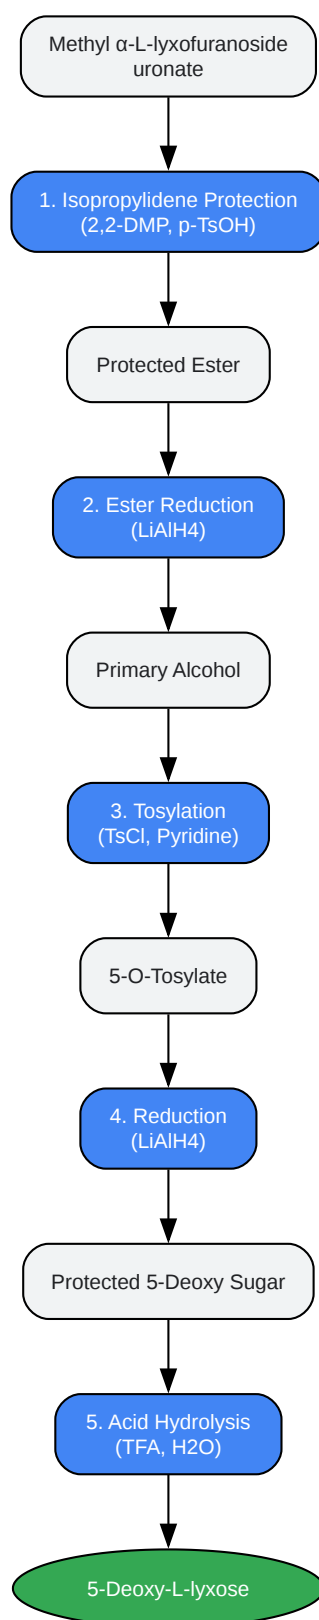 Methyl α-L-lyxofuranoside
uronate
1. Isopropylidene Protection
(2,2-DMP, p-TsOH)
Protected Ester
2. Ester Reduction
(LiAlH4)
Primary Alcohol
3. Tosylation
(TsCl, Pyridine)
5-O-Tosylate
4. Reduction
(LiAlH4)
Protected 5-Deoxy Sugar
5. Acid Hydrolysis
(TFA, H2O)
5-Deoxy-L-lyxose